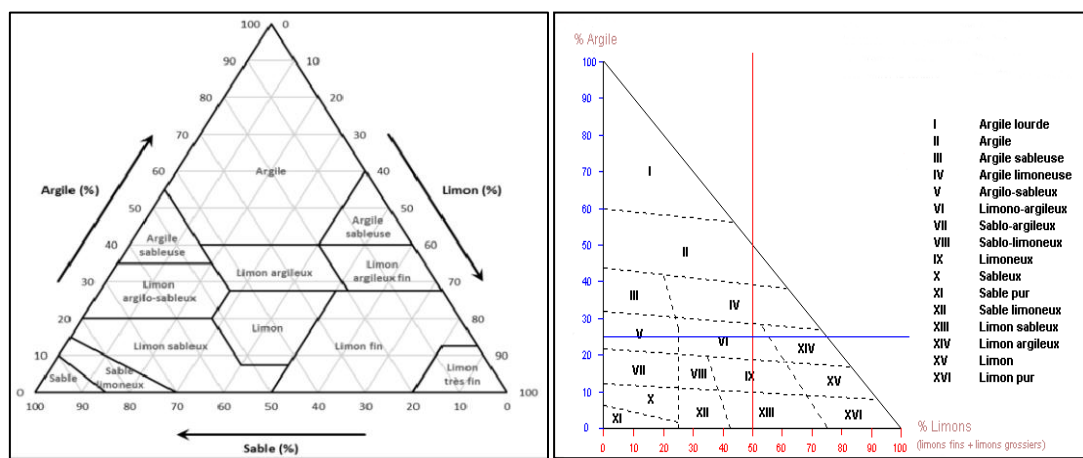 100 0
90 10
80 20
70 30
60 40
50 50
40 60
30 70
20 80
10 90
0 100
100 90 80 70 60 50 40 30 20 10 0
Argile (%)
Limon (%)
Sable (%)
Argile
Argile
sableuse
Argile
sableuse
Limon argileux
Limon
argileux fin
Limon
argilo-sableux
Limon
Limon sableux
Limon fin
Sable
Sable
limoneux
Limon
très fin
% Argile
100
90
80
70
60
50
40
30
20
10
0
0 10 20 30 40 50 60 70 80 90 100
% Limons
(limons fins + limons grossiers)
I
II
III
IV
V
VI
XIV
VII
VIII
IX
XV
X
XI
XII
XIII
XVI
I Argile lourde
II Argile
III Argile sableuse
IV Argile limoneuse
V Argilo-sableux
VI Limono-argileux
VII Sablo-argileux
VIII Sablo-limoneux
IX Limoneux
X Sableux
XI Sable pur
XII Sable limoneux
XIII Limon sableux
XIV Limon argileux
XV Limon
XVI Limon pur